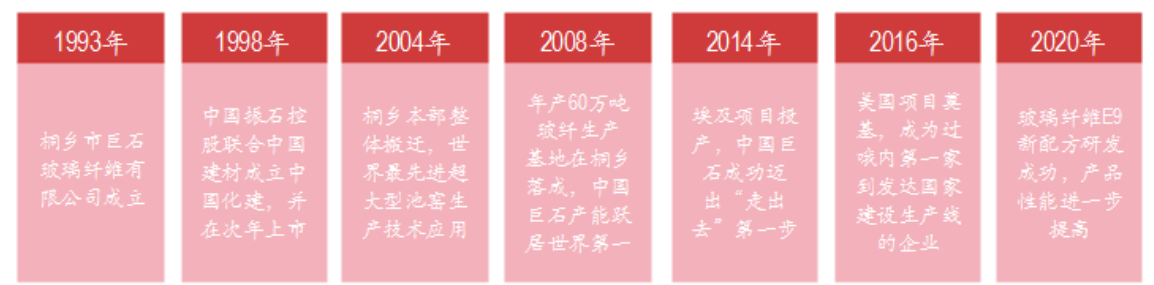 1993年
桐乡市巨石
玻璃纤维有
限公司成立
1998年
中国振石控
股联合中国
建材成立中
国化建，并
在次年上市
2004年
桐乡本部整
体搬迁，世
界最先进超
大型池窑生
产技术应用
2008年
年产60万吨
玻纤生产
基地在桐乡
落成，中国
巨石产能跃
居世界第一
2014年
埃及项目投
产，中国巨
石成功迈
出“走出
去”第一步
2016年
美国项目奠
基，成为过
哦内第一家
到发达国家
建设生产线
的企业
2020年
玻璃纤维E9
新配方研发
成功，产品
性能进一步
提高